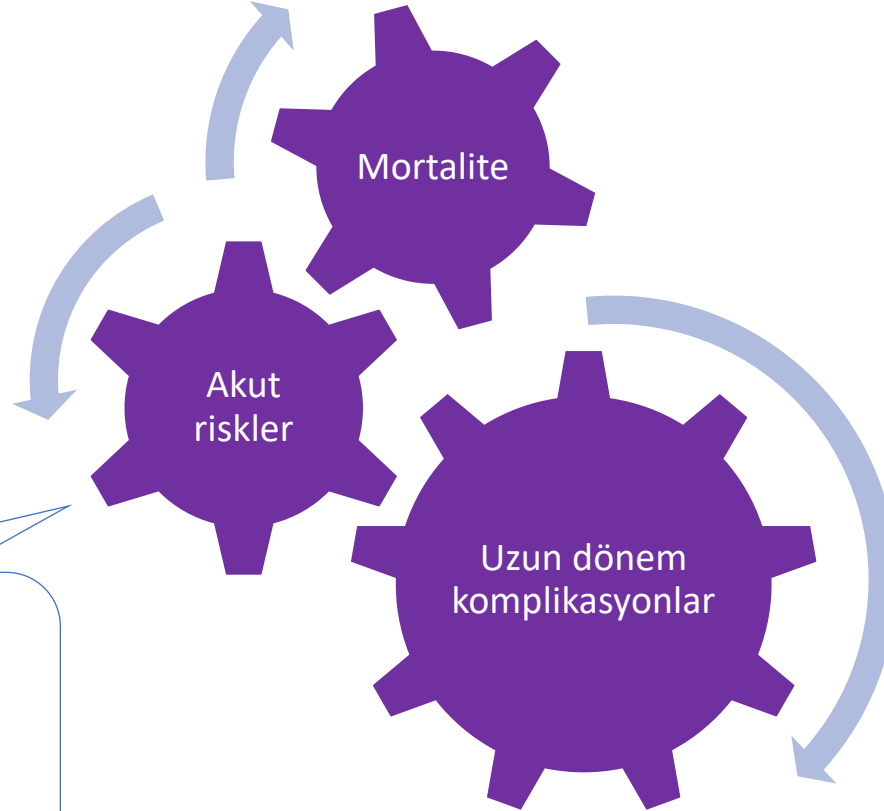 Mortalite
Akut
riskler
Uzun dönem
komplikasyonlar